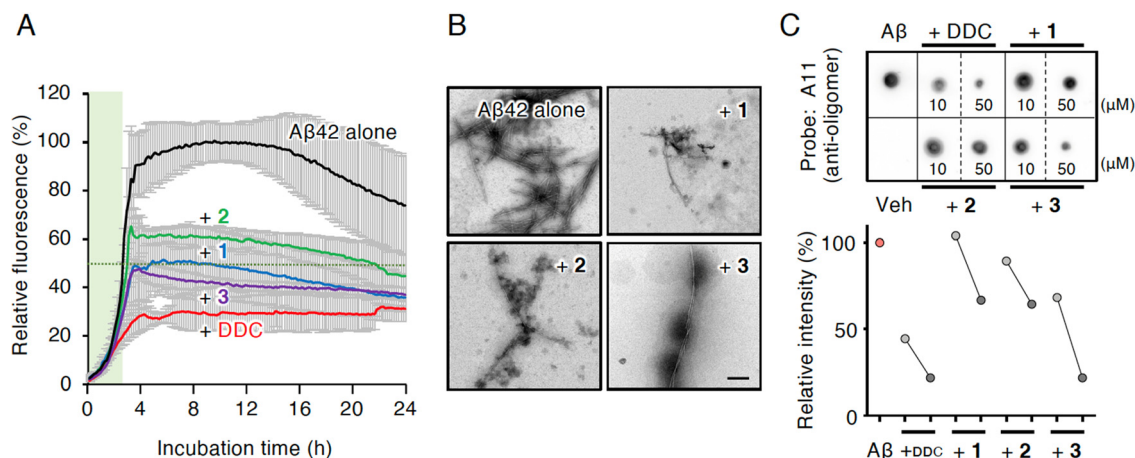 A
B
C
Relative fluorescence (%)
120
100
80
60
40
20
0
Aβ42 alone
+ 2
+ 1
+ 3
+ DDC
0
4
8
12
16
20
24
Incubation time (h)
Aβ42 alone
+ 1
+ 2
+ 3
Probe: A11
(anti-oligomer)
Aβ
+ DDC
+ 1
10
50
10
50
(μM)
10
50
10
50
(μM)
Veh
+ 2
+ 3
Relative intensity (%)
100
50
0
Aβ
+DDC
+ 1
+ 2
+ 3